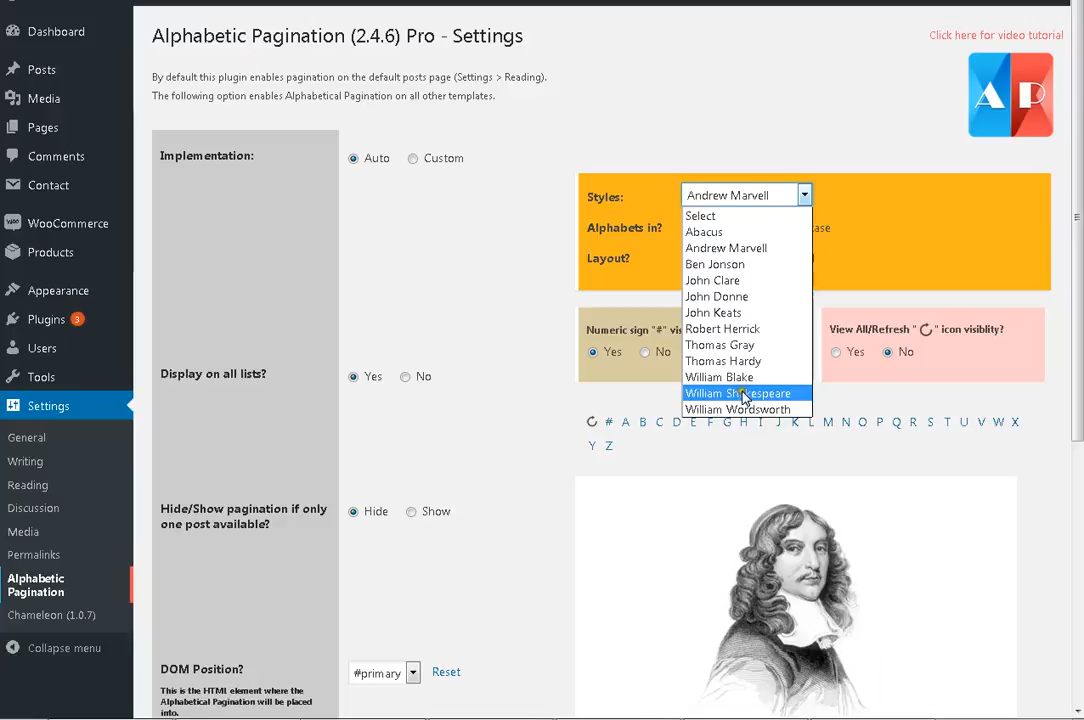 Dashboard
Posts
Media
Pages
Comments
Contact
WooCommerce
Products
Appearance
Plugins 3
Users
Tools
Settings
General
Writing
Reading
Discussion
Media
Permalinks
Alphabetic
Pagination
Chameleon (1.0.7)
Collapse menu
Alphabetic Pagination (2.4.6) Pro - Settings
Click here for video tutorial
By default this plugin enables pagination on the default posts page (Settings > Reading).
The following option enables Alphabetical Pagination on all other templates.
AP
Implementation:
Auto Custom
Display on all lists?
Yes No
Hide/Show pagination if only
one post available?
Hide Show
DOM Position?
#primary Reset
This is the HTML element where the
Alphabetical Pagination will be placed
into.
Styles: Andrew Marvell
Alphabets in?
Layout?
Select
Abacus
Andrew Marvell
Ben Jonson
John Clare
John Donne
John Keats
Robert Herrick
Thomas Gray
Thomas Hardy
William Blake
William Shakespeare
William Wordsworth
Yes No
View All/Refresh " " icon visiblity?
Yes No
# A B C D E F G H I J K L M N O P Q R S T U V W X
Y Z